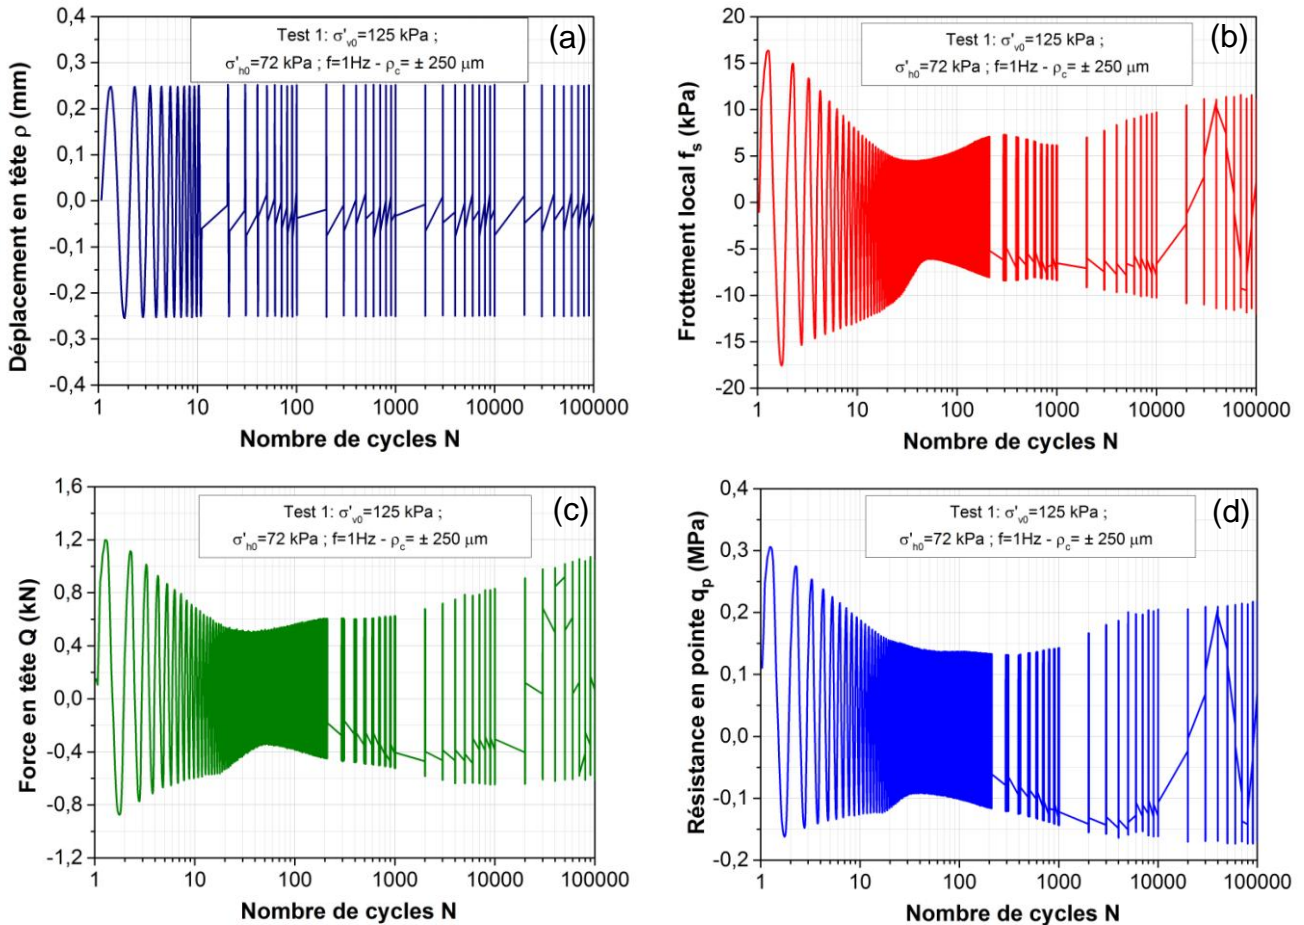 0,4
0,3
0,2
0,1
0,0
-0,1
-0,2
-0,3
-0,4
Déplacement en tête ρ (mm)
Test 1: σ'v0=125 kPa ;
σ'h0=72 kPa ; f=1Hz - ρc= ± 250 μm
(a)
1 10 100 1000 10000 100000
Nombre de cycles N
20
15
10
5
0
-5
-10
-15
-20
Frottement local fs (kPa)
Test 1: σ'v0=125 kPa ;
σ'h0=72 kPa ; f=1Hz - ρc= ± 250 μm
(b)
1 10 100 1000 10000 100000
Nombre de cycles N
1,6
1,2
0,8
0,4
0,0
-0,4
-0,8
-1,2
Force en tête Q (kN)
Test 1: σ'v0=125 kPa ;
σ'h0=72 kPa ; f=1Hz - ρc= ± 250 μm
(c)
1 10 100 1000 10000 100000
Nombre de cycles N
0,4
0,3
0,2
0,1
0,0
-0,1
-0,2
Résistance en pointe qp (MPa)
Test 1: σ'v0=125 kPa ;
σ'h0=72 kPa ; f=1Hz - ρc= ± 250 μm
(d)
1 10 100 1000 10000 100000
Nombre de cycles N